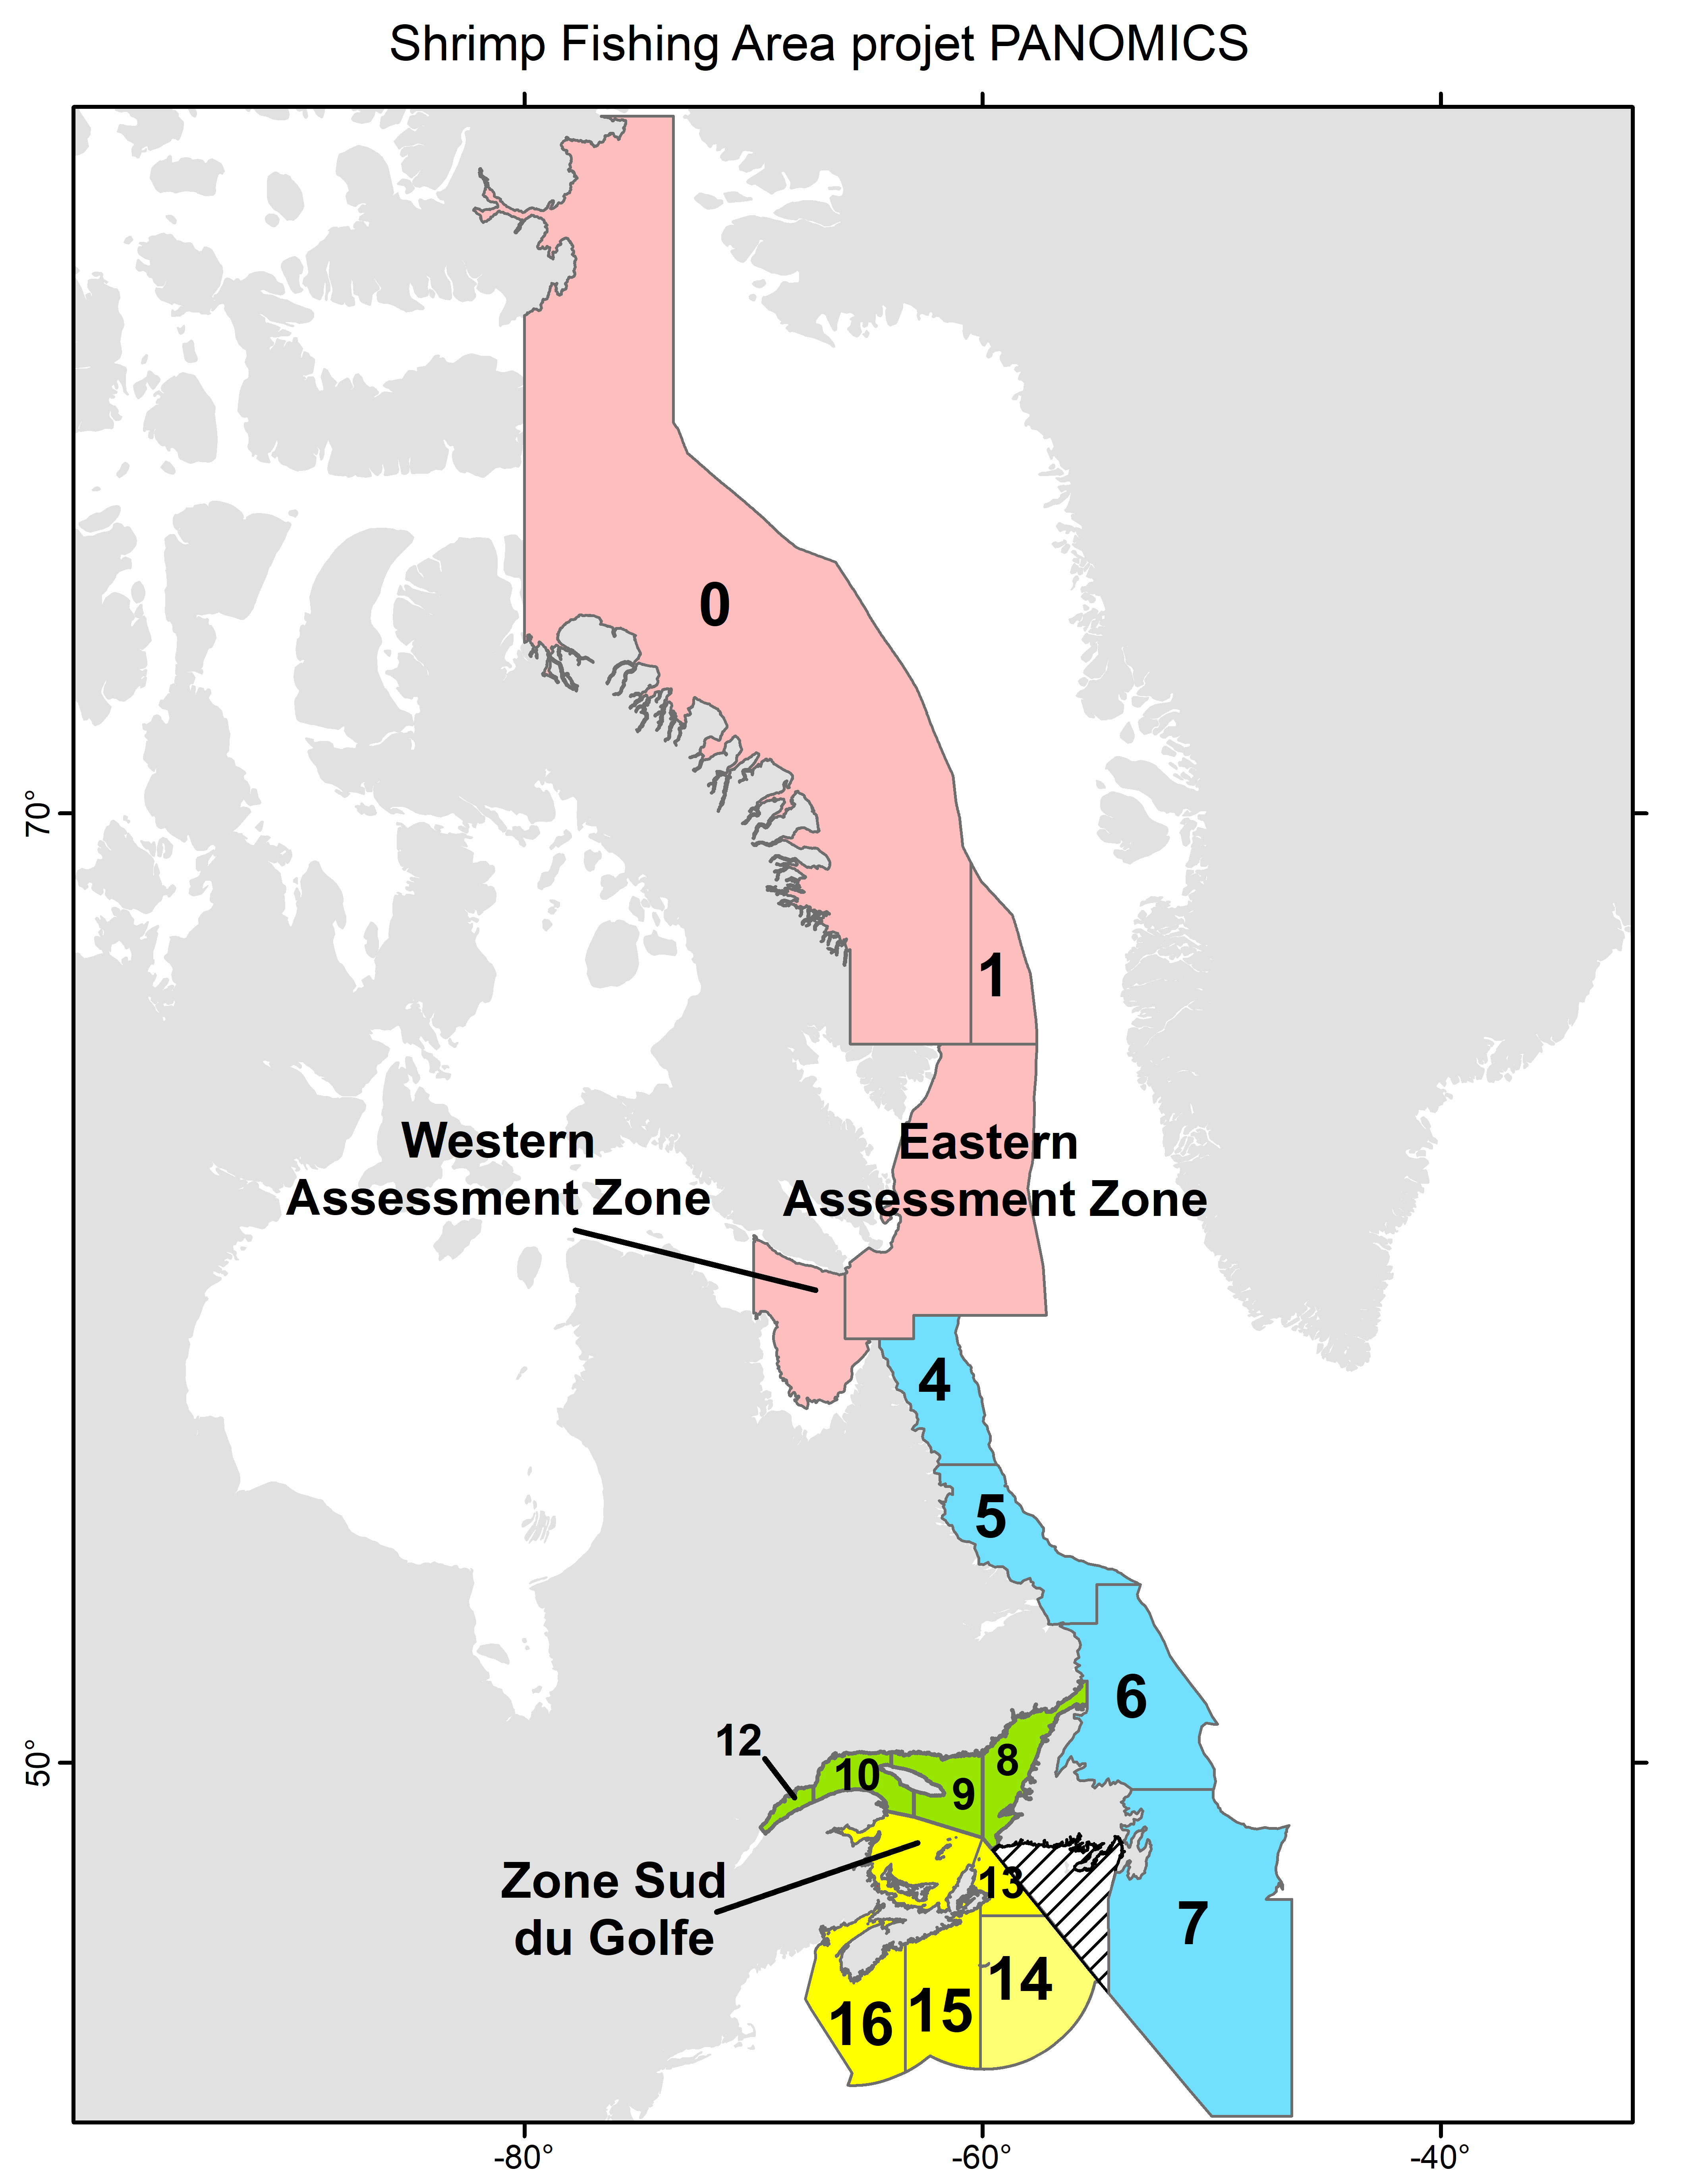 Shrimp Fishing Area projet PANOMICS
0
70°
1
Western
Assessment Zone
Eastern
Assessment Zone
4
5
6
12
8
50°
10
9
Zone Sud
du Golfe
13
7
14
15
16
-80°
-60°
-40°